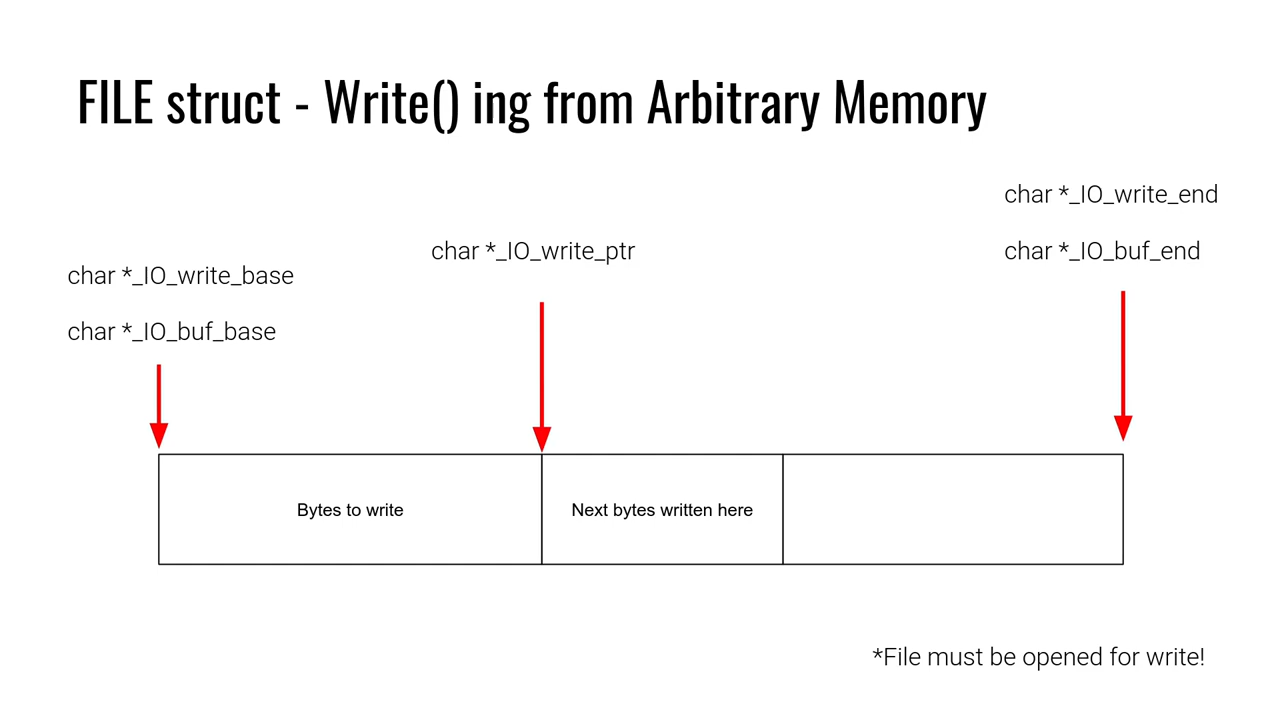 FILE struct - Write() ing from Arbitrary Memory
char *_IO_write_end
char *_IO_write_ptr
char *_IO_buf_end
char *_IO_write_base
char *_IO_buf_base
Bytes to write
Next bytes written here
*File must be opened for write!